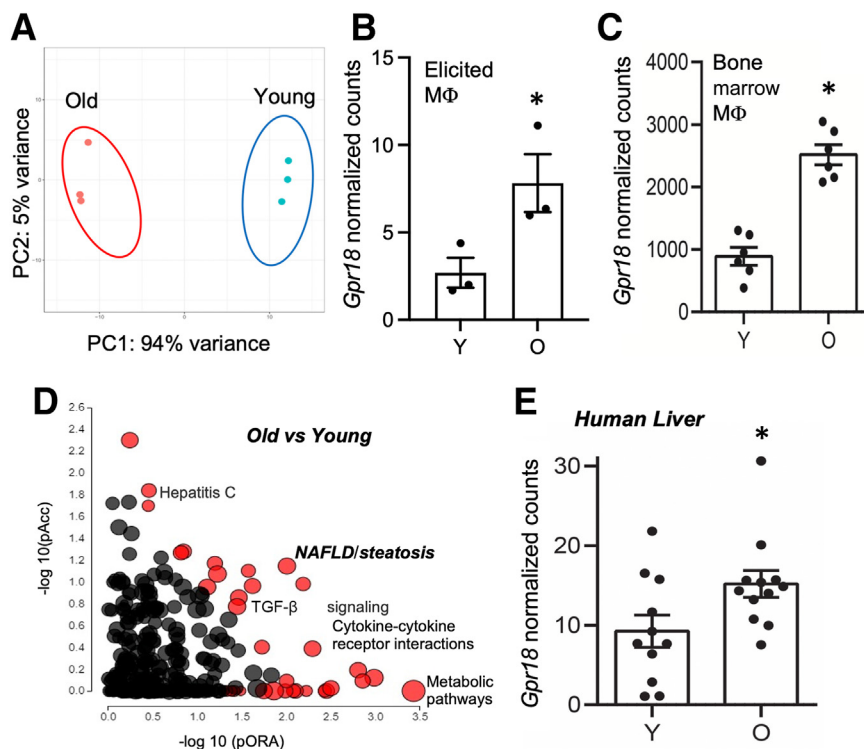 A
Old
Young
PC2: 5% variance
10
0
-10
-10
0
10
PC1: 94% variance
B
Elicited
MΦ
*
Gpr18 normalized counts
15
10
5
0
Y
O
C
Bone
marrow
MΦ
*
Gpr18 normalized counts
4000
3000
2000
1000
0
Y
O
D
Old vs Young
-log 10(pAcc)
2.6
2.4
2.2
2.0
1.8
1.6
1.4
1.2
1.0
0.8
0.6
0.4
0.2
0.0
Hepatitis C
NAFLD/steatosis
TGF-β signaling
Cytokine-cytokine
receptor interactions
Metabolic
pathways
0.0
0.5
1.0
1.5
2.0
2.5
3.0
3.5
-log 10 (pORA)
E
Human Liver
*
Gpr18 normalized counts
30
20
10
0
Y
O